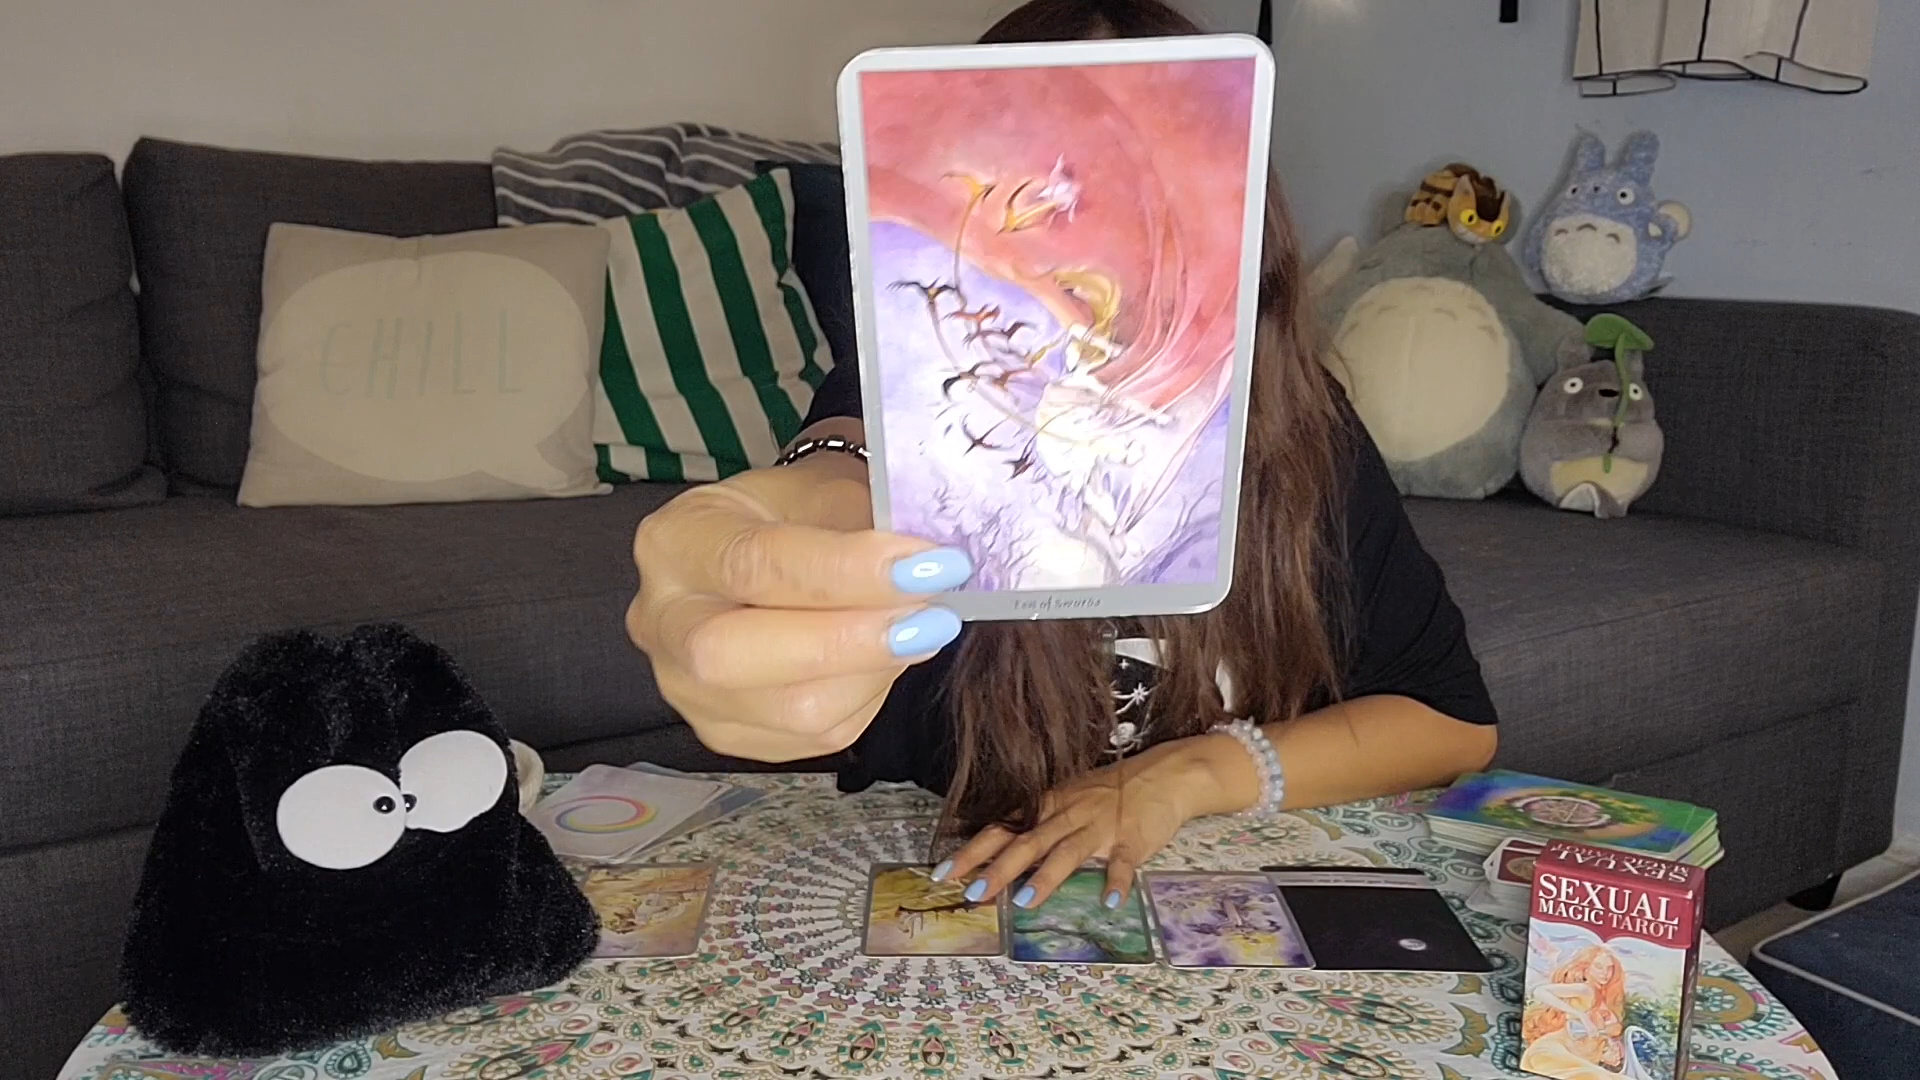 CHILL
Ten of Swords
SEXUAL
MAGIC TAROT
SEXUAL
MAGIC TAROT